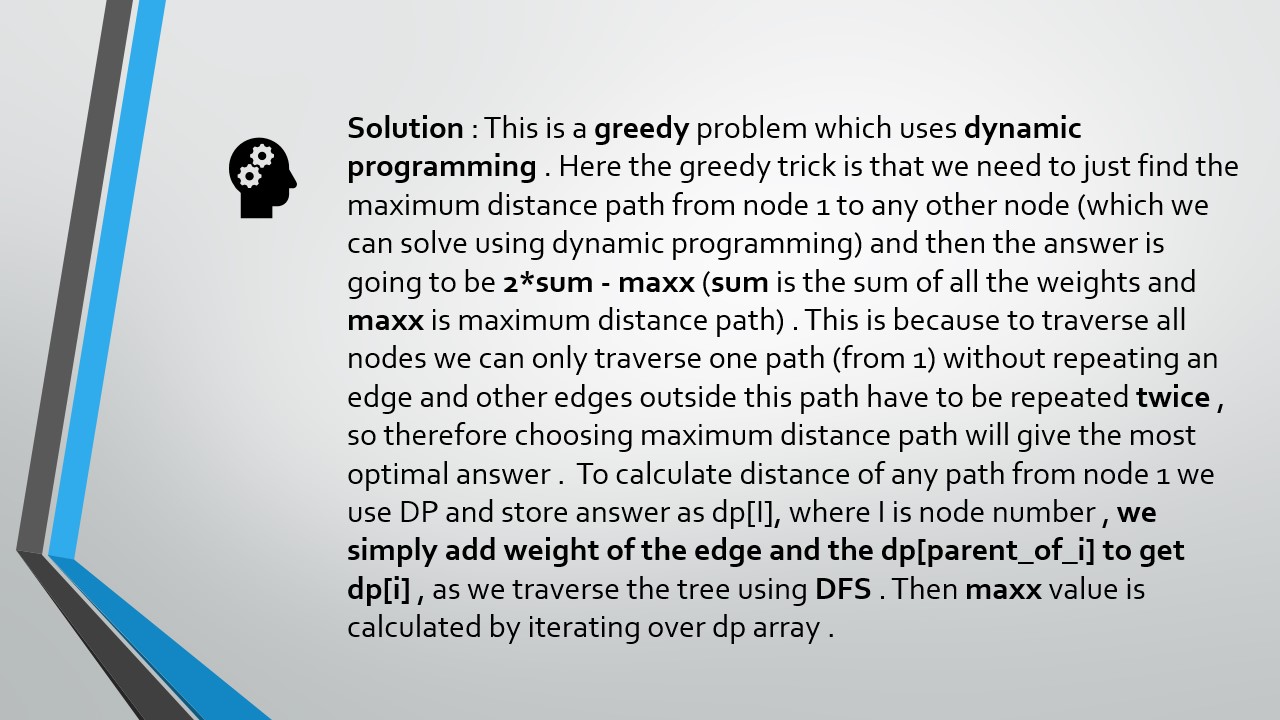 Solution : This is a greedy problem which uses dynamic
programming . Here the greedy trick is that we need to just find the
maximum distance path from node 1 to any other node (which we
can solve using dynamic programming) and then the answer is
going to be 2*sum - maxx (sum is the sum of all the weights and
maxx is maximum distance path) . This is because to traverse all
nodes we can only traverse one path (from 1) without repeating an
edge and other edges outside this path have to be repeated twice ,
so therefore choosing maximum distance path will give the most
optimal answer .  To calculate distance of any path from node 1 we
use DP and store answer as dp[I], where I is node number , we
simply add weight of the edge and the dp[parent_of_i] to get
dp[i] , as we traverse the tree using DFS . Then maxx value is
calculated by iterating over dp array .